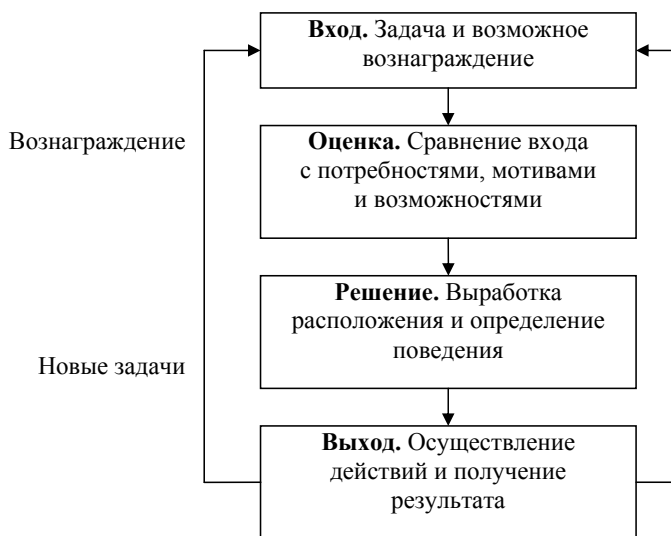 Вход. Задача и возможное
вознаграждение
Вознаграждение
Оценка. Сравнение входа
с потребностями, мотивами
и возможностями
Решение. Выработка
расположения и определение
поведения
Новые задачи
Выход. Осуществление
действий и получение
результата